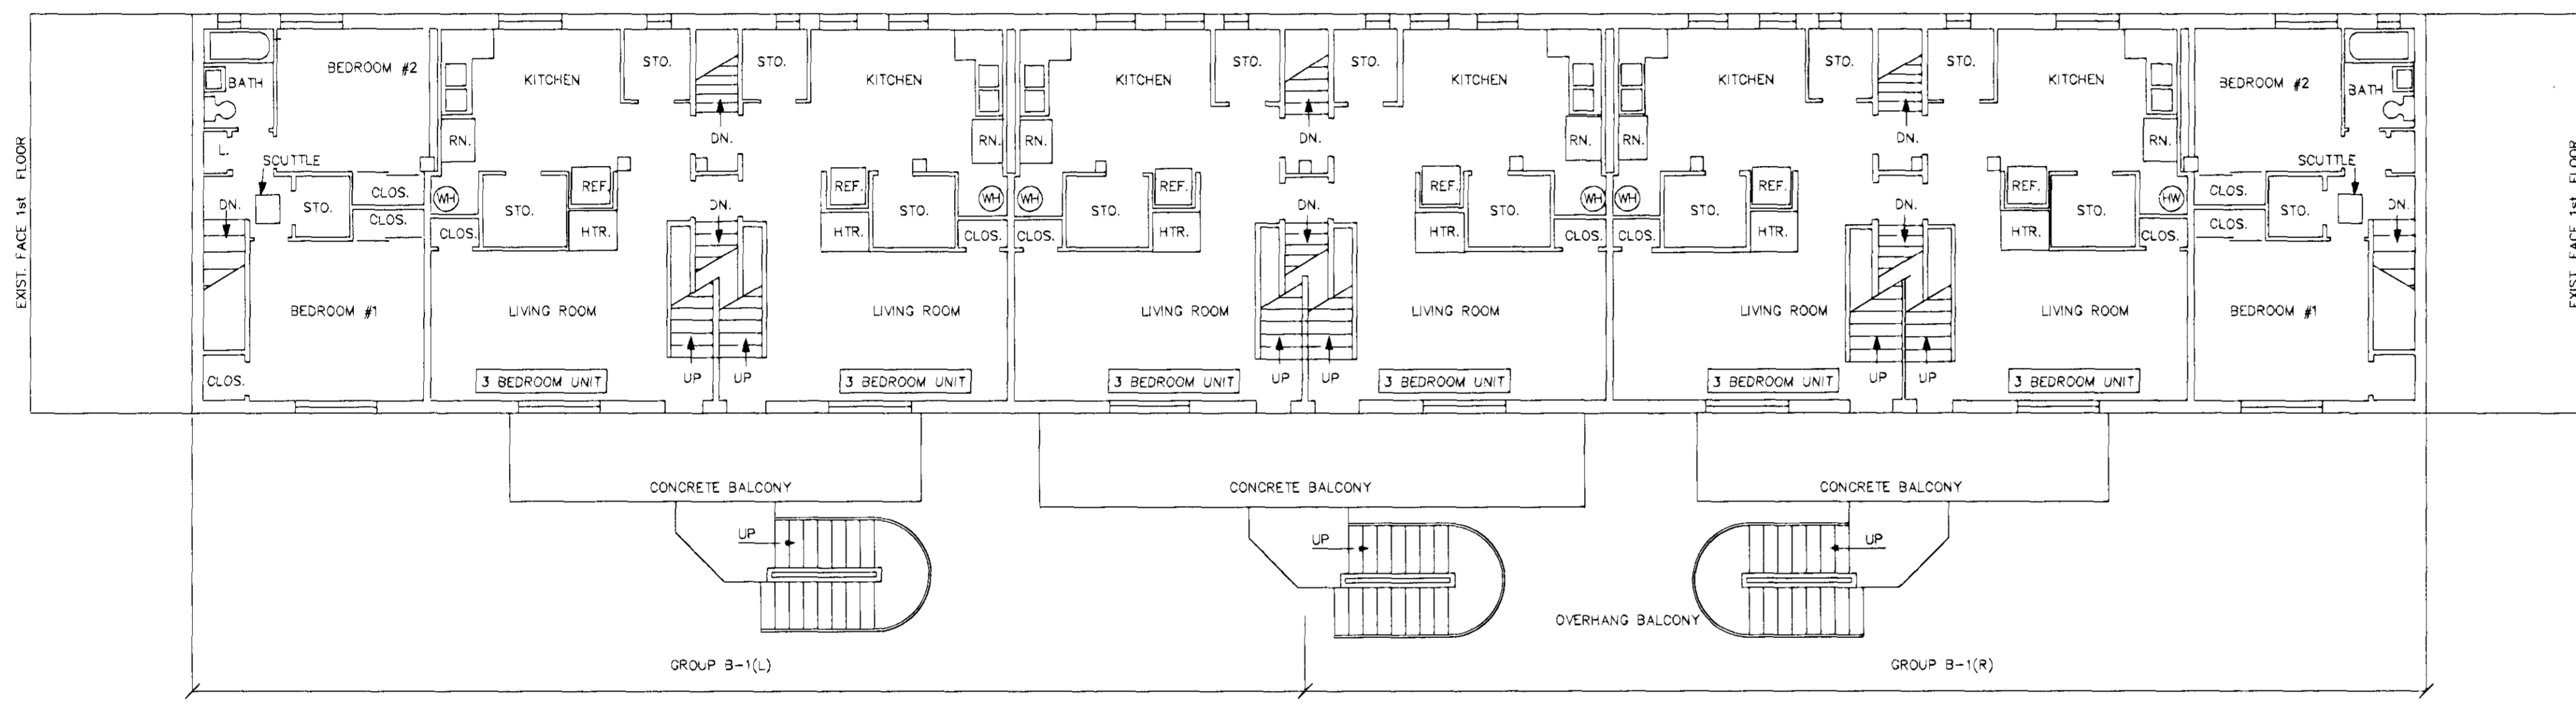 BEDROOM #2
KITCHEN
STO.
STO.
KITCHEN
KITCHEN
STO.
STO.
KITCHEN
KITCHEN
STO.
STO.
KITCHEN
BEDROOM #2
BATH
BATH
RN.
DN.
RN.
RN.
DN.
RN.
RN.
DN.
RN.
L
SCUTTLE
SCUTTLE
EXIST. FACE 1st FLOOR
EXIST. FACE 1st FLOOR
DN.
STO.
CLOS.
CLOS.
WH
STO.
REF.
DN.
REF.
STO.
WH
WH
STO.
REF.
DN.
REF.
STO.
WH
WH
STO.
REF.
DN.
REF.
STO.
HW
CLOS.
CLOS.
STO.
DN.
CLOS.
HTR.
HTR.
CLOS.
CLOS.
HTR.
HTR.
CLOS.
CLOS.
HTR.
HTR.
CLOS.
BEDROOM #1
LIVING ROOM
LIVING ROOM
LIVING ROOM
LIVING ROOM
LIVING ROOM
LIVING ROOM
BEDROOM #1
CLOS.
3 BEDROOM UNIT
UP
UP
3 BEDROOM UNIT
3 BEDROOM UNIT
UP
UP
3 BEDROOM UNIT
3 BEDROOM UNIT
UP
UP
3 BEDROOM UNIT
CONCRETE BALCONY
CONCRETE BALCONY
CONCRETE BALCONY
UP
UP
UP
OVERHANG BALCONY
GROUP B-1(L)
GROUP B-1(R)